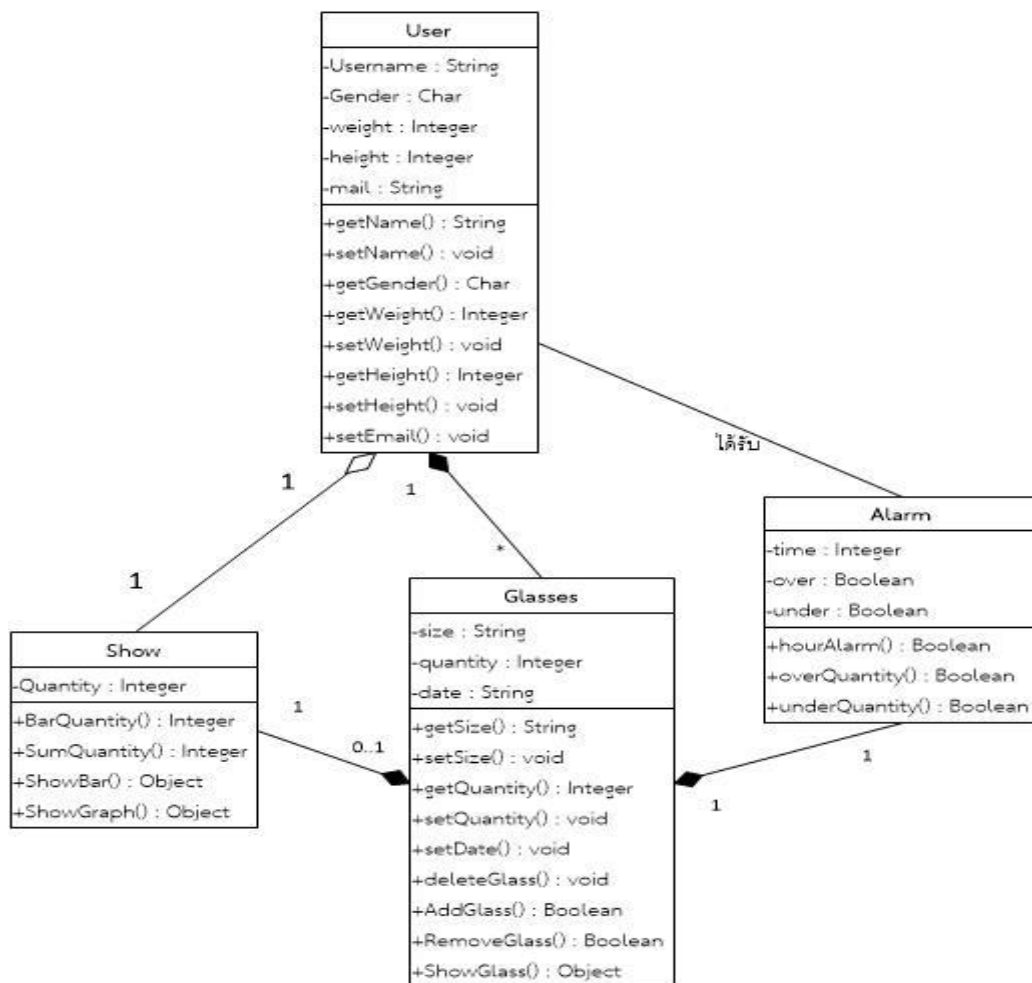 User
-Username : String
-Gender : Char
-weight : Integer
-height : Integer
-mail : String
+getName() : String
+setName() : void
+getGender() : Char
+getWeight() : Integer
+setWeight() : void
+getHeight() : Integer
+setHeight() : void
+setEmail() : void
1
1
*
1
ได้รับ
Alarm
-time : Integer
-over : Boolean
-under : Boolean
+hourAlarm() : Boolean
+overQuantity() : Boolean
+underQuantity() : Boolean
Show
-Quantity : Integer
+BarQuantity() : Integer
+SumQuantity() : Integer
+ShowBar() : Object
+ShowGraph() : Object
1
0..1
Glasses
-size : String
-quantity : Integer
-date : String
+getSize() : String
+setSize() : void
+getQuantity() : Integer
+setQuantity() : void
+setDate() : void
+deleteGlass() : void
+AddGlass() : Boolean
+RemoveGlass() : Boolean
+ShowGlass() : Object
1
1